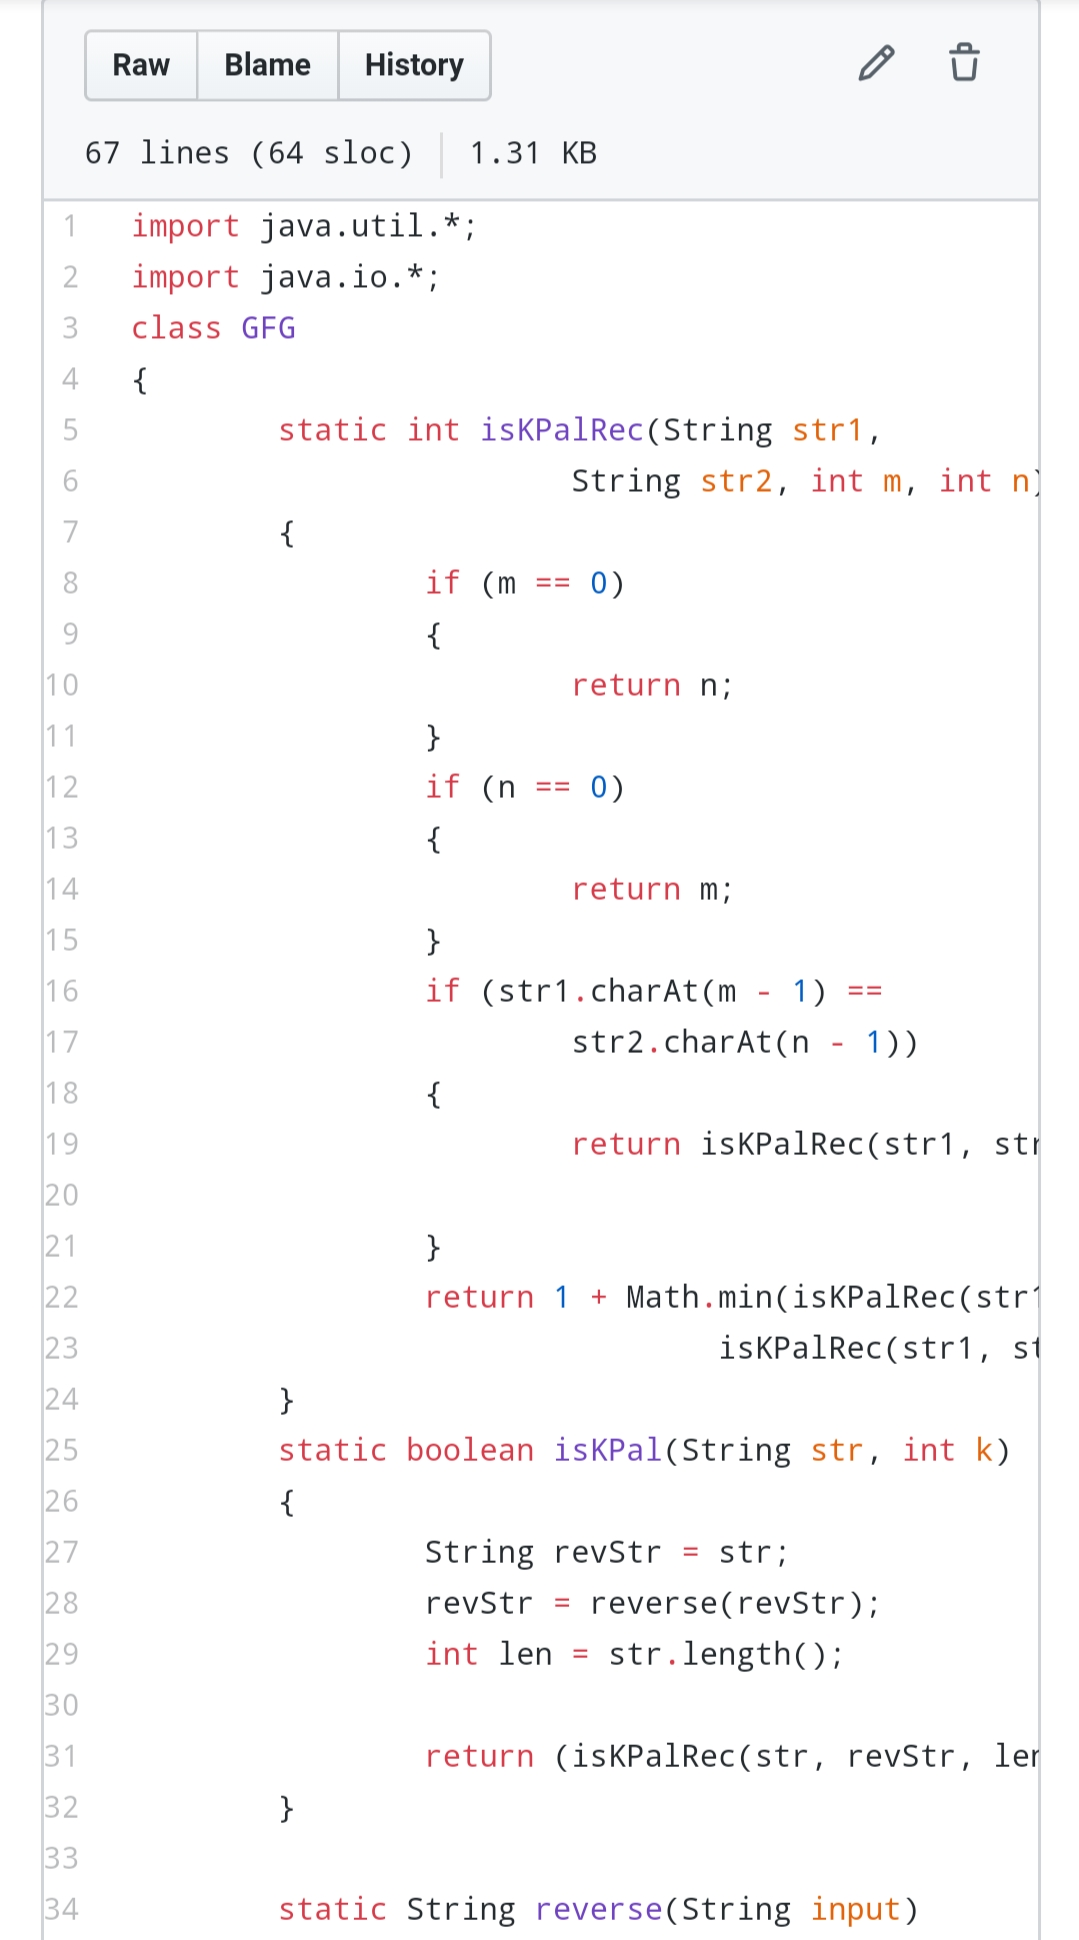 Raw Blame History
67 lines (64 sloc) 1.31 KB
1 import java.util.*;
2 import java.io.*;
3 class GFG
4 {
5 static int isKPalRec(String str1,
6 String str2, int m, int n)
7 {
8 if (m == 0)
9 {
10 return n;
11 }
12 if (n == 0)
13 {
14 return m;
15 }
16 if (str1.charAt(m - 1) ==
17 str2.charAt(n - 1))
18 {
19 return isKPalRec(str1, str
20
21 }
22 return 1 + Math.min(isKPalRec(str1
23 isKPalRec(str1, st
24 }
25 static boolean isKPal(String str, int k)
26 {
27 String revStr = str;
28 revStr = reverse(revStr);
29 int len = str.length();
30
31 return (isKPalRec(str, revStr, len
32 }
33
34 static String reverse(String input)